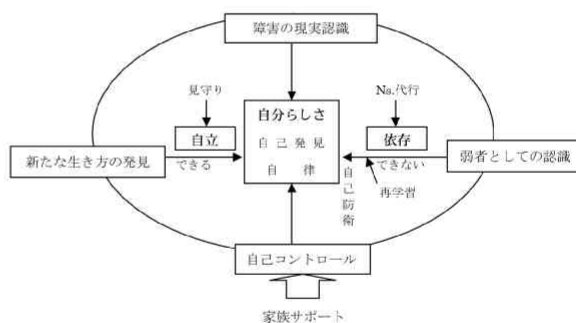 障害の現実認識
見守り
Ns.代行
自立
自分らしさ
自己発見
自 律
依存
新たな生き方の発見
できる
できない
弱者としての認識
自己防衛
再学習
自己コントロール
家族サポート